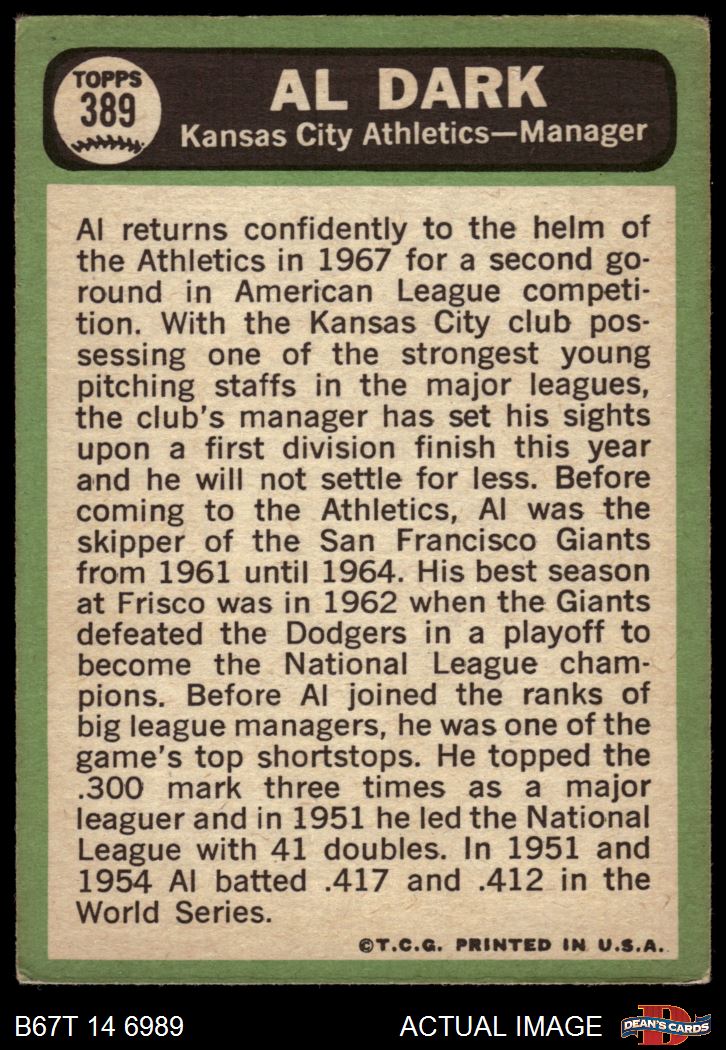 TOPPS
389
AL DARK
Kansas City Athletics—Manager
Al returns confidently to the helm of
the Athletics in 1967 for a second go-
round in American League competi-
tion. With the Kansas City club pos-
sessing one of the strongest young
pitching staffs in the major leagues,
the club's manager has set his sights
upon a first division finish this year
and he will not settle for less. Before
coming to the Athletics, Al was the
skipper of the San Francisco Giants
from 1961 until 1964. His best season
at Frisco was in 1962 when the Giants
defeated the Dodgers in a playoff to
become the National League cham-
pions. Before Al joined the ranks of
big league managers, he was one of the
game's top shortstops. He topped the
.300 mark three times as a major
leaguer and in 1951 he led the National
League with 41 doubles. In 1951 and
1954 Al batted .417 and .412 in the
World Series.
©T.C.G. PRINTED IN U.S.A.
B67T 14 6989
ACTUAL IMAGE
D
DEAN'S CARDS